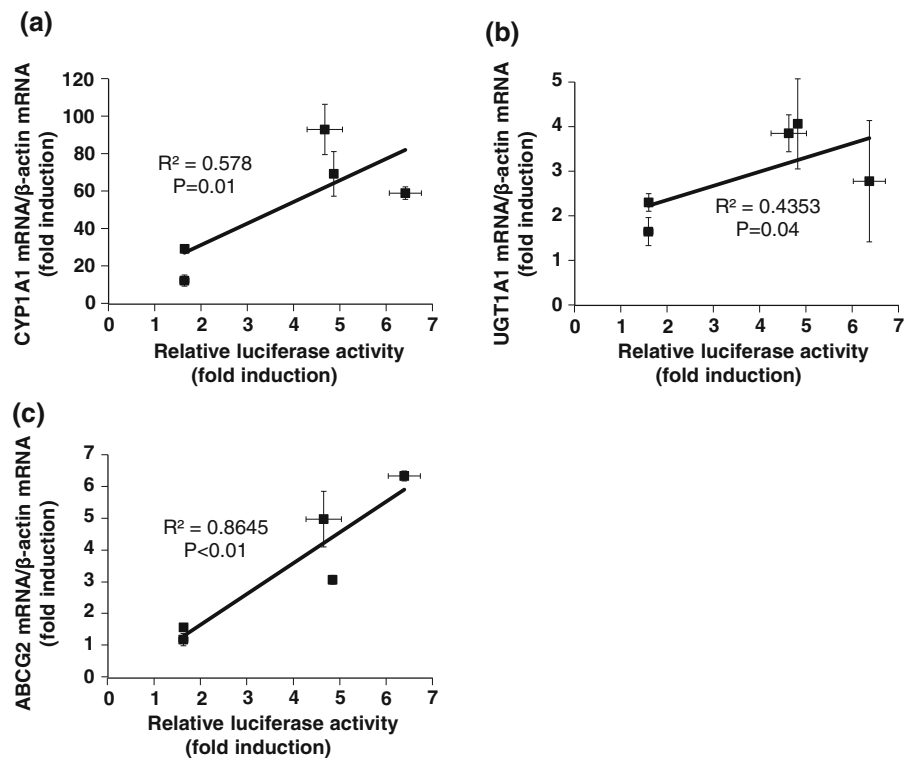 (a)
CYP1A1 mRNA/β-actin mRNA
(fold induction)
120
100
80
60
40
20
0
R² = 0.578
P=0.01
0 1 2 3 4 5 6 7
Relative luciferase activity
(fold induction)
(b)
UGT1A1 mRNA/β-actin mRNA
(fold induction)
5
4
3
2
1
0
R² = 0.4353
P=0.04
0 1 2 3 4 5 6 7
Relative luciferase activity
(fold induction)
(c)
ABCG2 mRNA/β-actin mRNA
(fold induction)
7
6
5
4
3
2
1
0
R² = 0.8645
P<0.01
0 1 2 3 4 5 6 7
Relative luciferase activity
(fold induction)